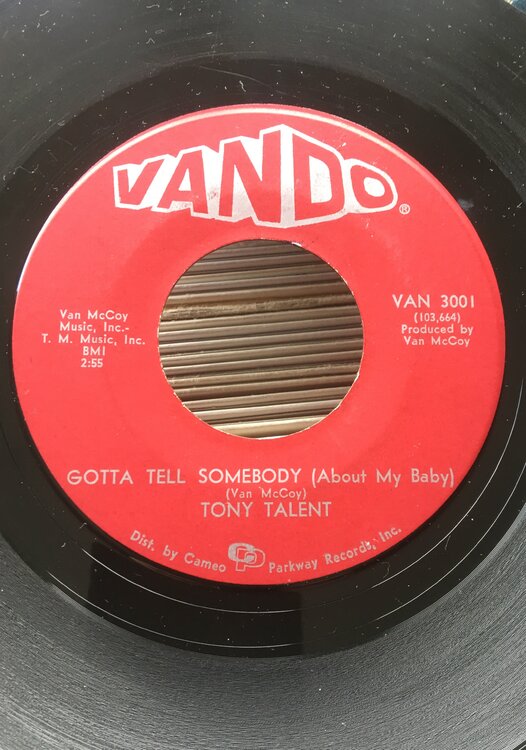 VANDO®
Van McCoy
Music, Inc.-
T. M. Music, Inc.
BMI
2:55
VAN 3001
(103,664)
Produced by
Van McCoy
GOTTA TELL SOMEBODY (About My Baby)
(Van McCoy)
TONY TALENT
Dist. by Cameo CP Parkway Records, Inc.